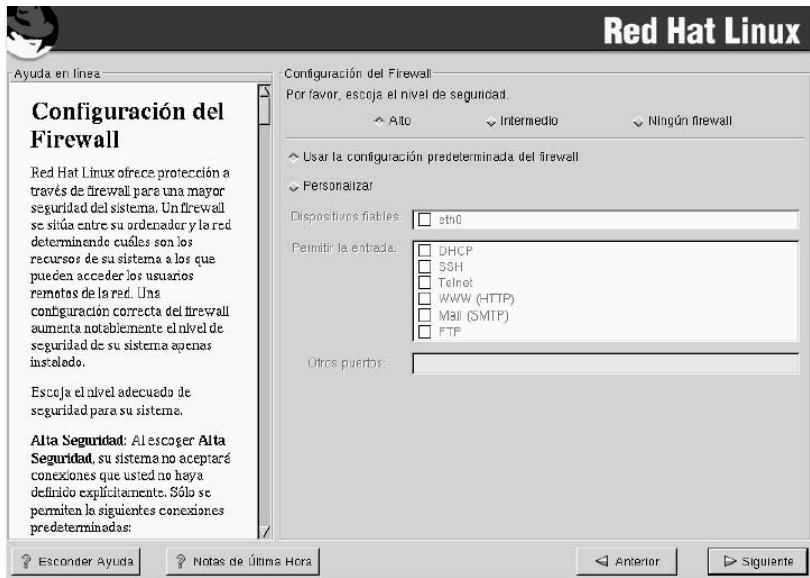 Red Hat Linux
Ayuda en línea
Configuración del
Firewall
Red Hat Linux ofrece protección a
través de firewall para una mayor
seguridad del sistema. Un firewall
se sitúa entre su ordenador y la red
determinando cuáles son los
recursos de su sistema a los que
pueden acceder los usuarios
remotos de la red. Una
configuración correcta del firewall
aumenta notablemente el nivel de
seguridad de su sistema apenas
instalado.
Escoja el nivel adecuado de
seguridad para su sistema.
Alta Seguridad: Al escoger Alta
Seguridad, su sistema no aceptará
conexiones que usted no haya
definido explícitamente. Sólo se
permiten la siguientes conexiones
predeterminadas:
Configuración del Firewall
Por favor, escoja el nivel de seguridad.
Alto Intermedio Ningún firewall
Usar la configuración predeterminada del firewall
Personalizar
Dispositivos fiables: eth0
Permitir la entrada: DHCP
SSH
Telnet
WWW (HTTP)
Mail (SMTP)
FTP
Otros puertos:
? Esconder Ayuda ? Notas de Última Hora Anterior Siguiente